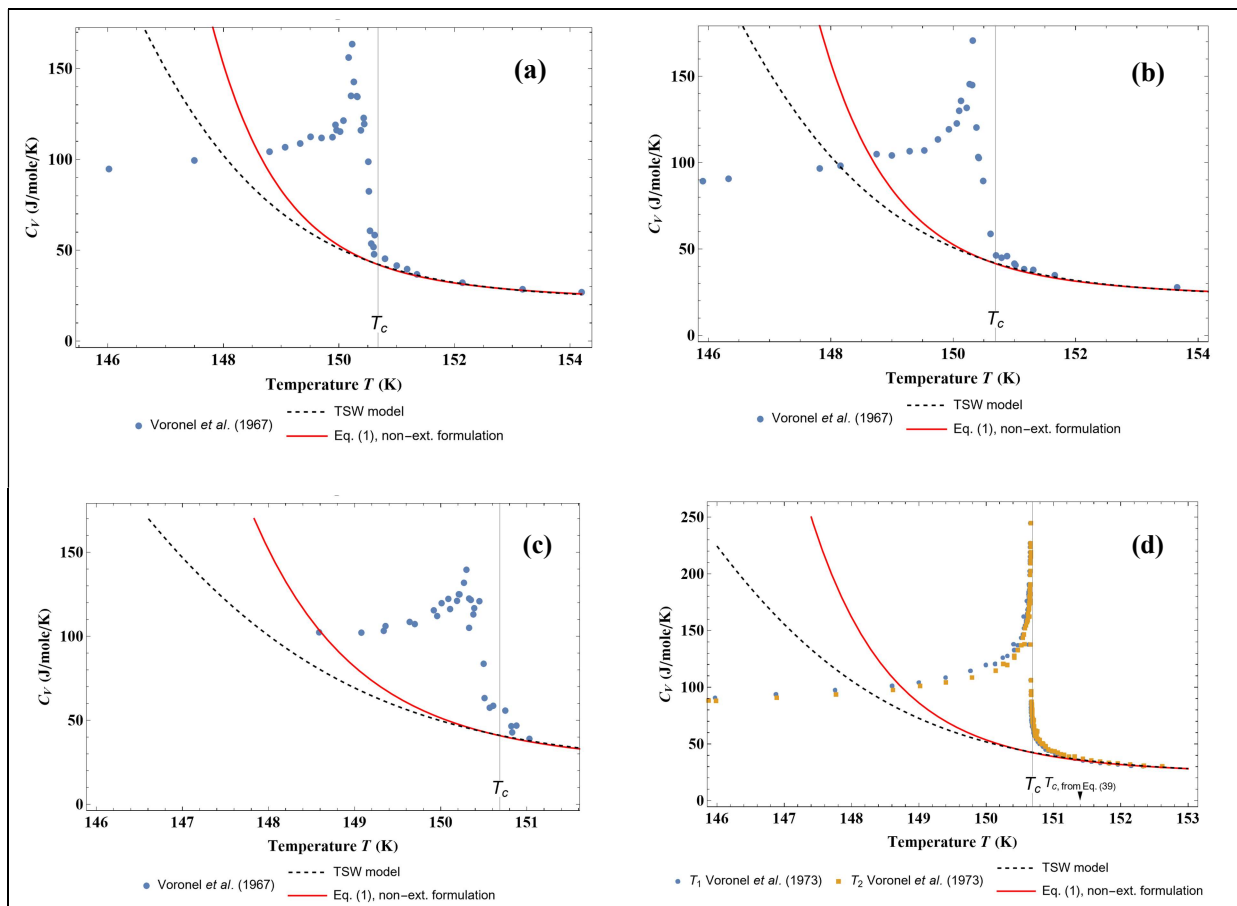 (a)
C_V (J/mole/K)
150
100
50
0
T_c
146 148 150 152 154
Temperature T (K)
Voronel et al. (1967)
TSW model
Eq. (1), non−ext. formulation
(b)
C_V (J/mole/K)
150
100
50
0
T_c
146 148 150 152 154
Temperature T (K)
Voronel et al. (1967)
TSW model
Eq. (1), non−ext. formulation
(c)
C_V (J/mole/K)
150
100
50
0
T_c
146 147 148 149 150 151
Temperature T (K)
Voronel et al. (1967)
TSW model
Eq. (1), non−ext. formulation
(d)
C_V (J/mole/K)
250
200
150
100
50
0
T_c T_c, from Eq. (39)
146 147 148 149 150 151 152 153
Temperature T (K)
T_1 Voronel et al. (1973) T_2 Voronel et al. (1973)
TSW model
Eq. (1), non−ext. formulation